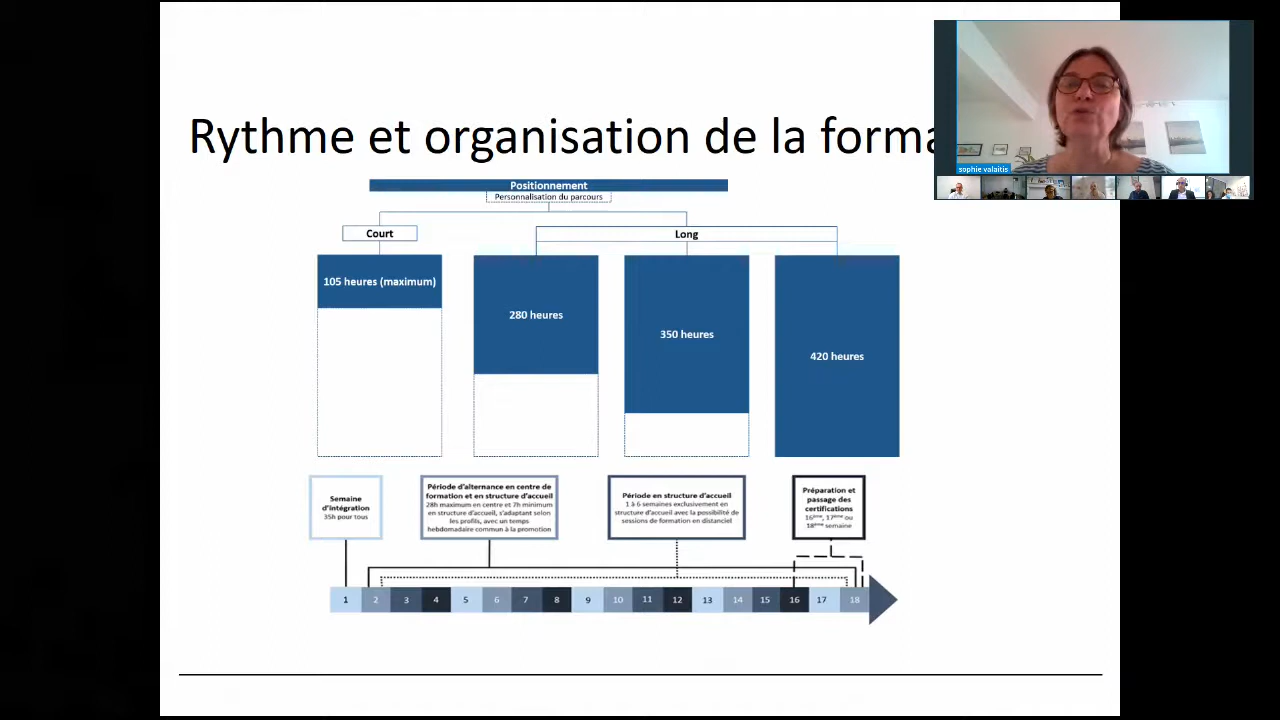 Rythme et organisation de la forma
sophie valaitis
Positionnement
Personnalisation du parcours
Court
Long
105 heures (maximum)
280 heures
350 heures
420 heures
Semaine
d'intégration
35h pour tous
Période d'alternance en centre de
formation et en structure d'accueil
28h maximum en centre et 7h minimum
en structure d'accueil, s'adaptant selon
les profils, avec un temps
hebdomadaire commun à la promotion
Période en structure d'accueil
1 à 6 semaines exclusivement en
structure d'accueil avec la possibilité de
sessions de formation en distanciel
Préparation et
passage des
certifications
16ème, 17ème ou
18ème semaine
1 2 3 4 5 6 7 8 9 10 11 12 13 14 15 16 17 18